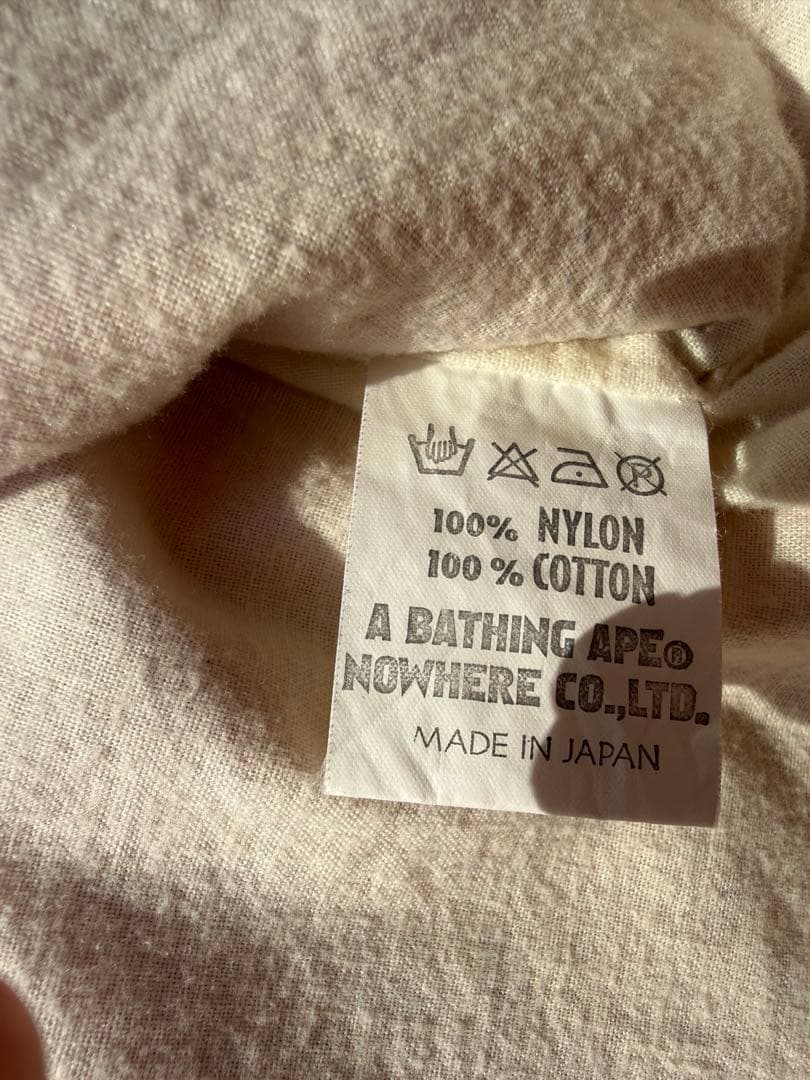 P
100% NYLON
100% COTTON
A BATHING APE®
NOWHERE CO.,LTD.
MADE IN JAPAN